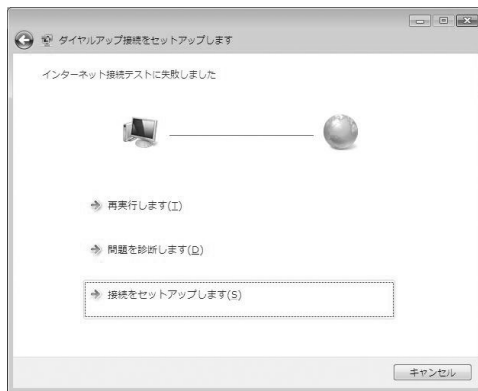 ダイヤルアップ接続をセットアップします
インターネット接続テストに失敗しました
再実行します(T)
問題を診断します(D)
接続をセットアップします(S)
キャンセル